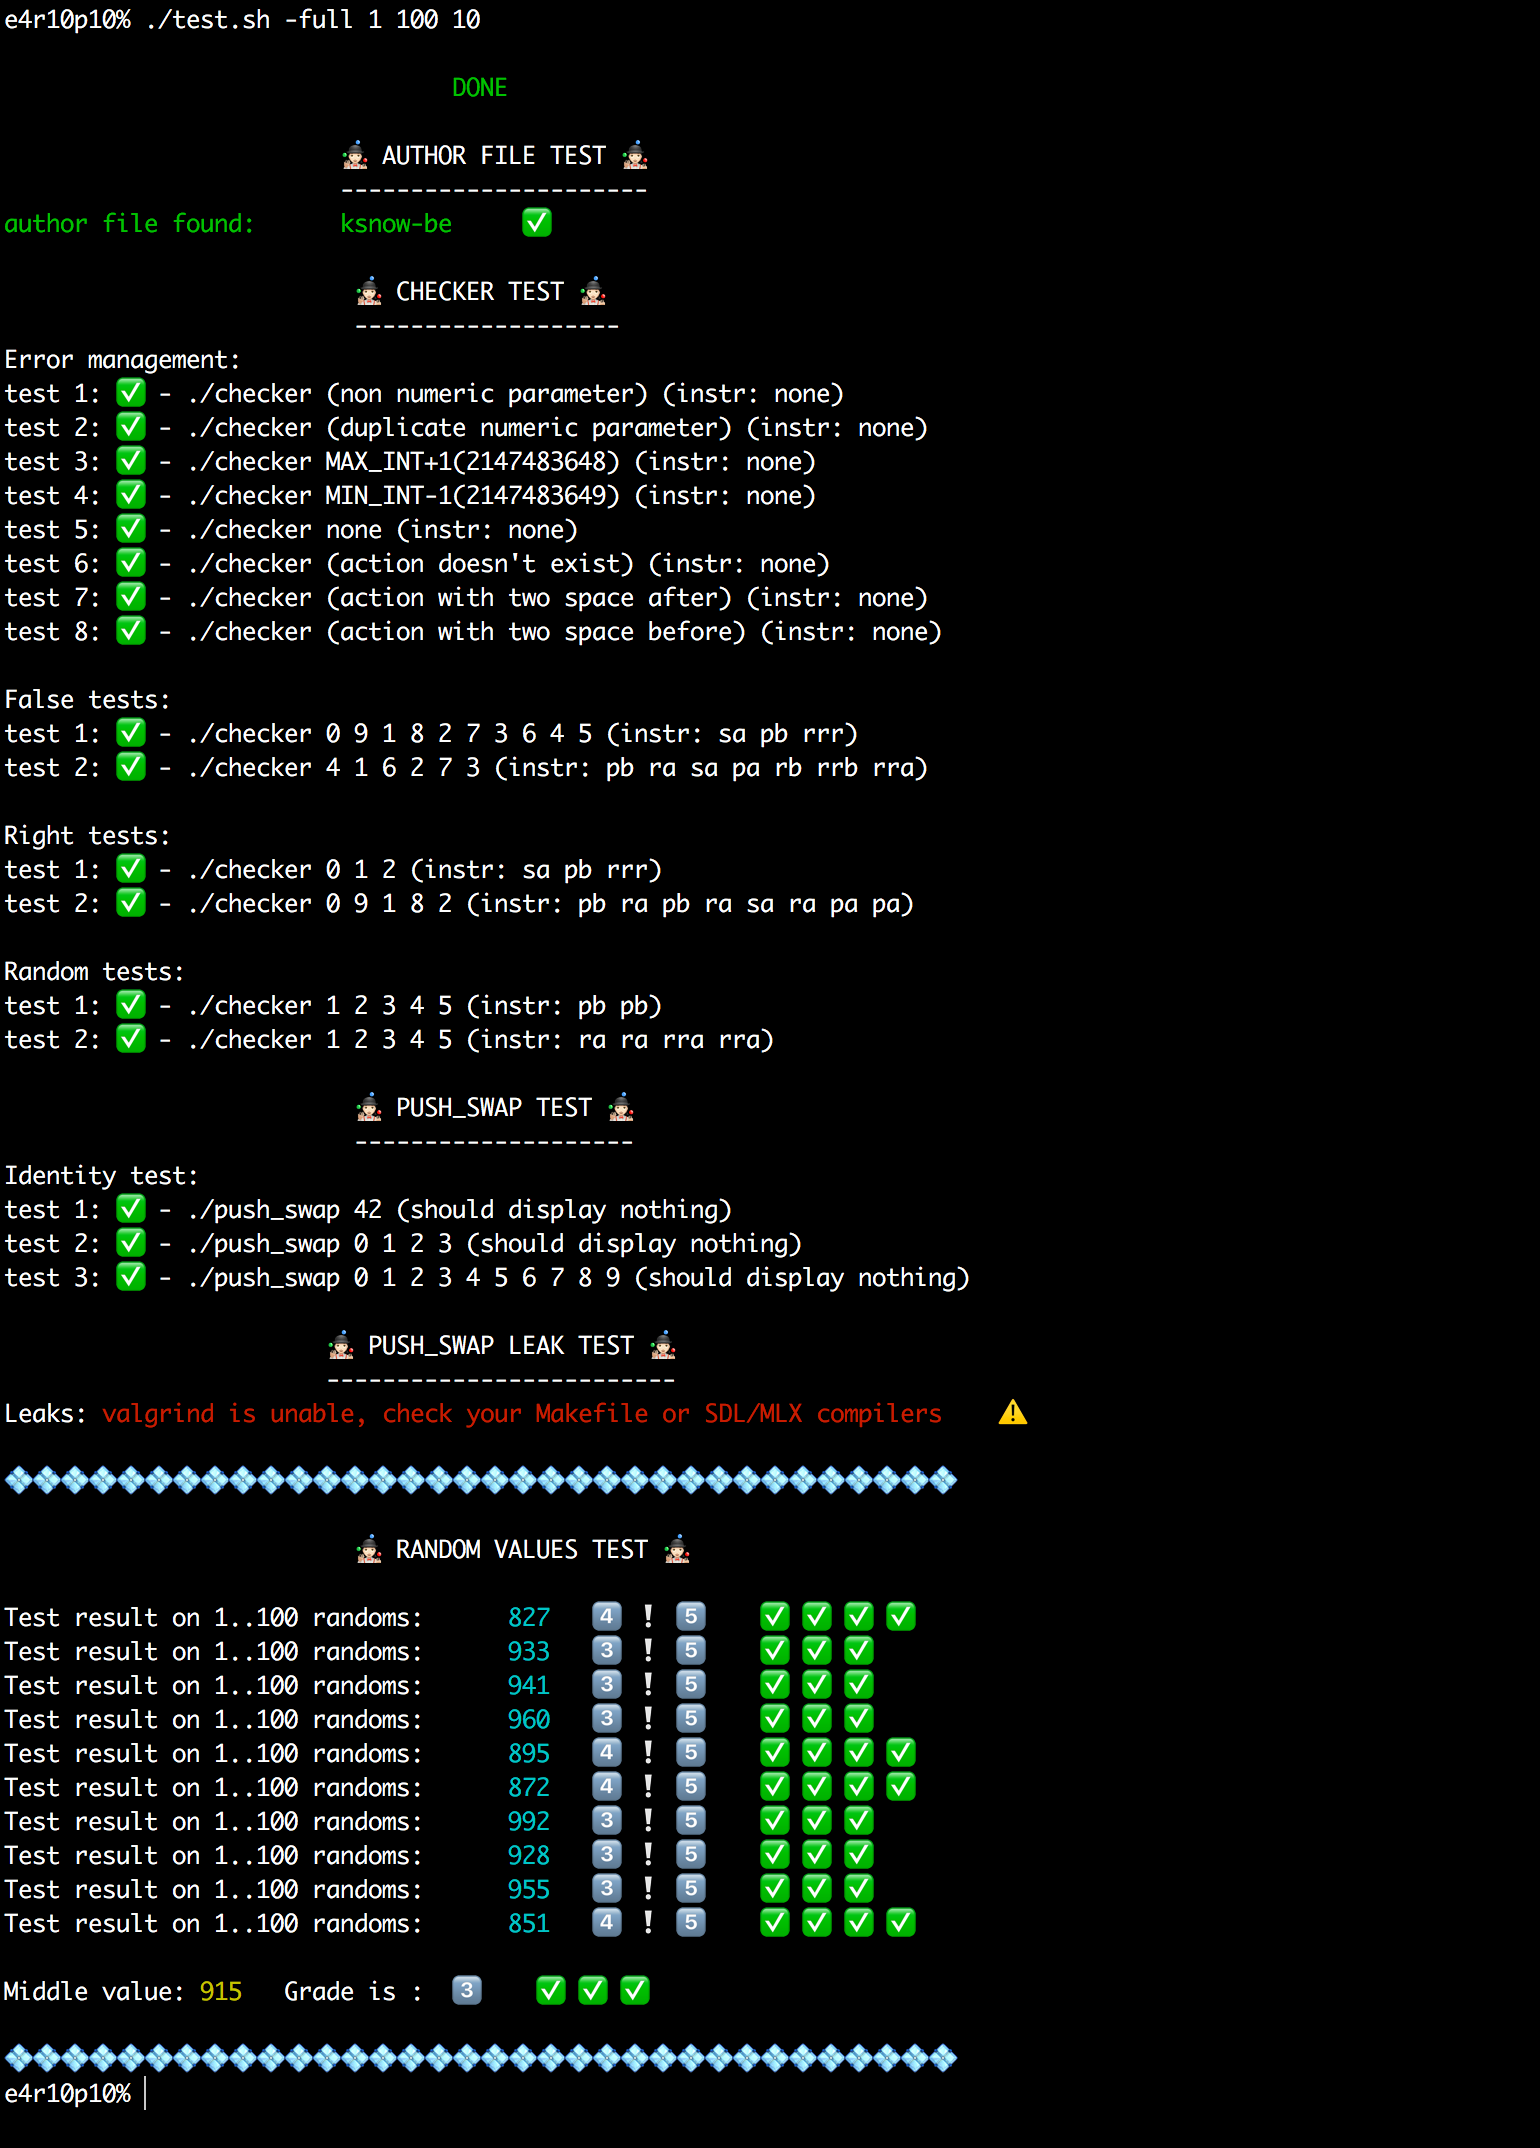 e4r10p10% ./test.sh -full 1 100 10
DONE
AUTHOR FILE TEST
----------------------
author file found: ksnow-be ✅
CHECKER TEST
-------------------
Error management:
test 1: ✅ - ./checker (non numeric parameter) (instr: none)
test 2: ✅ - ./checker (duplicate numeric parameter) (instr: none)
test 3: ✅ - ./checker MAX_INT+1(2147483648) (instr: none)
test 4: ✅ - ./checker MIN_INT-1(2147483649) (instr: none)
test 5: ✅ - ./checker none (instr: none)
test 6: ✅ - ./checker (action doesn't exist) (instr: none)
test 7: ✅ - ./checker (action with two space after) (instr: none)
test 8: ✅ - ./checker (action with two space before) (instr: none)
False tests:
test 1: ✅ - ./checker 0 9 1 8 2 7 3 6 4 5 (instr: sa pb rrr)
test 2: ✅ - ./checker 4 1 6 2 7 3 (instr: pb ra sa pa rb rrb rra)
Right tests:
test 1: ✅ - ./checker 0 1 2 (instr: sa pb rrr)
test 2: ✅ - ./checker 0 9 1 8 2 (instr: pb ra pb ra sa ra pa pa)
Random tests:
test 1: ✅ - ./checker 1 2 3 4 5 (instr: pb pb)
test 2: ✅ - ./checker 1 2 3 4 5 (instr: ra ra rra rra)
PUSH_SWAP TEST
--------------------
Identity test:
test 1: ✅ - ./push_swap 42 (should display nothing)
test 2: ✅ - ./push_swap 0 1 2 3 (should display nothing)
test 3: ✅ - ./push_swap 0 1 2 3 4 5 6 7 8 9 (should display nothing)
PUSH_SWAP LEAK TEST
-------------------------
Leaks: valgrind is unable, check your Makefile or SDL/MLX compilers ⚠️
RANDOM VALUES TEST
Test result on 1..100 randoms: 827 4 ! 5 ✅ ✅ ✅ ✅
Test result on 1..100 randoms: 933 3 ! 5 ✅ ✅ ✅
Test result on 1..100 randoms: 941 3 ! 5 ✅ ✅ ✅
Test result on 1..100 randoms: 960 3 ! 5 ✅ ✅ ✅
Test result on 1..100 randoms: 895 4 ! 5 ✅ ✅ ✅ ✅
Test result on 1..100 randoms: 872 4 ! 5 ✅ ✅ ✅ ✅
Test result on 1..100 randoms: 992 3 ! 5 ✅ ✅ ✅
Test result on 1..100 randoms: 928 3 ! 5 ✅ ✅ ✅
Test result on 1..100 randoms: 955 3 ! 5 ✅ ✅ ✅
Test result on 1..100 randoms: 851 4 ! 5 ✅ ✅ ✅ ✅
Middle value: 915 Grade is : 3 ✅ ✅ ✅
e4r10p10%